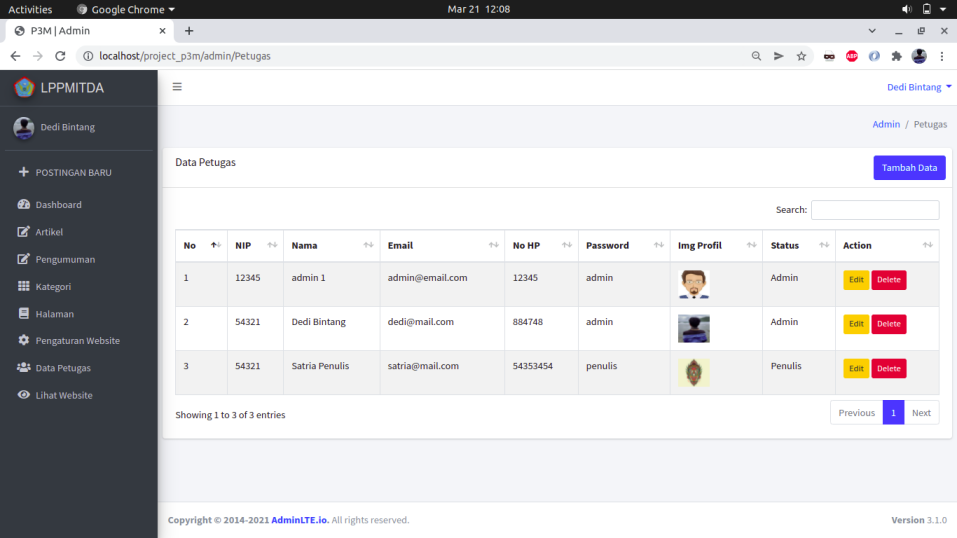 Activities Google Chrome Mar 21 12:08
P3M | Admin
localhost/project_p3m/admin/Petugas
ABP
LPPMITDA
Dedi Bintang
Dedi Bintang
Admin / Petugas
POSTINGAN BARU
Dashboard
Artikel
Pengumuman
Kategori
Halaman
Pengaturan Website
Data Petugas
Lihat Website
Data Petugas Tambah Data
Search:
No NIP Nama Email No HP Password Img Profil Status Action
1 12345 admin 1 admin@email.com 12345 admin Admin Edit Delete
2 54321 Dedi Bintang dedi@mail.com 884748 admin Admin Edit Delete
3 54321 Satria Penulis satria@mail.com 54353454 penulis Penulis Edit Delete
Showing 1 to 3 of 3 entries Previous 1 Next
Copyright © 2014-2021 AdminLTE.io. All rights reserved. Version 3.1.0